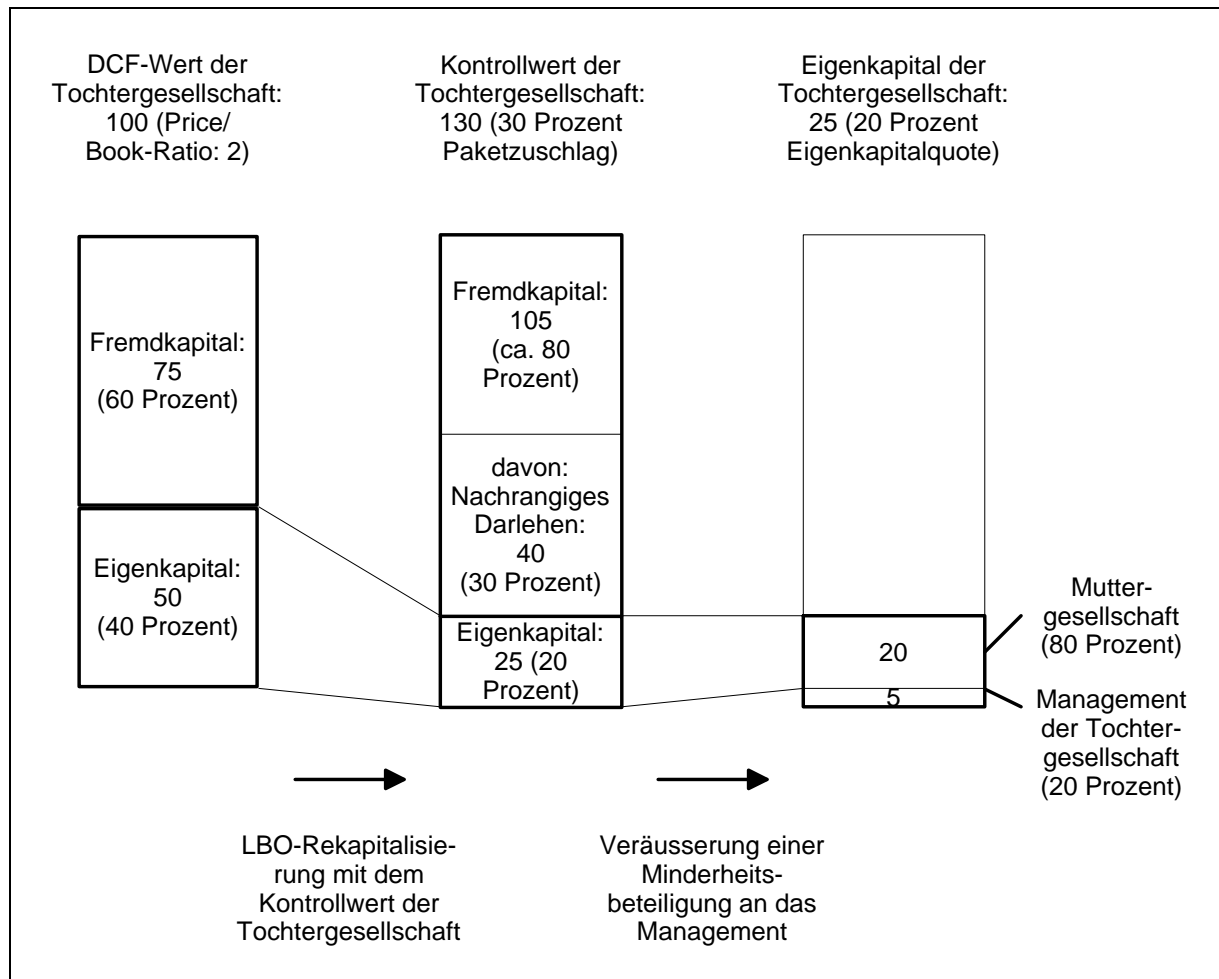 DCF-Wert der
Tochtergesellschaft:
100 (Price/
Book-Ratio: 2)
Kontrollwert der
Tochtergesellschaft:
130 (30 Prozent
Paketzuschlag)
Eigenkapital der
Tochtergesellschaft:
25 (20 Prozent
Eigenkapitalquote)
Fremdkapital:
75
(60 Prozent)
Eigenkapital:
50
(40 Prozent)
Fremdkapital:
105
(ca. 80
Prozent)
davon:
Nachrangiges
Darlehen:
40
(30 Prozent)
Eigenkapital:
25 (20
Prozent)
20
5
Mutter-
gesellschaft
(80 Prozent)
Management
der Tochter-
gesellschaft
(20 Prozent)
LBO-Rekapitalisie-
rung mit dem
Kontrollwert der
Tochtergesellschaft
Veräusserung einer
Minderheits-
beteiligung an das
Management